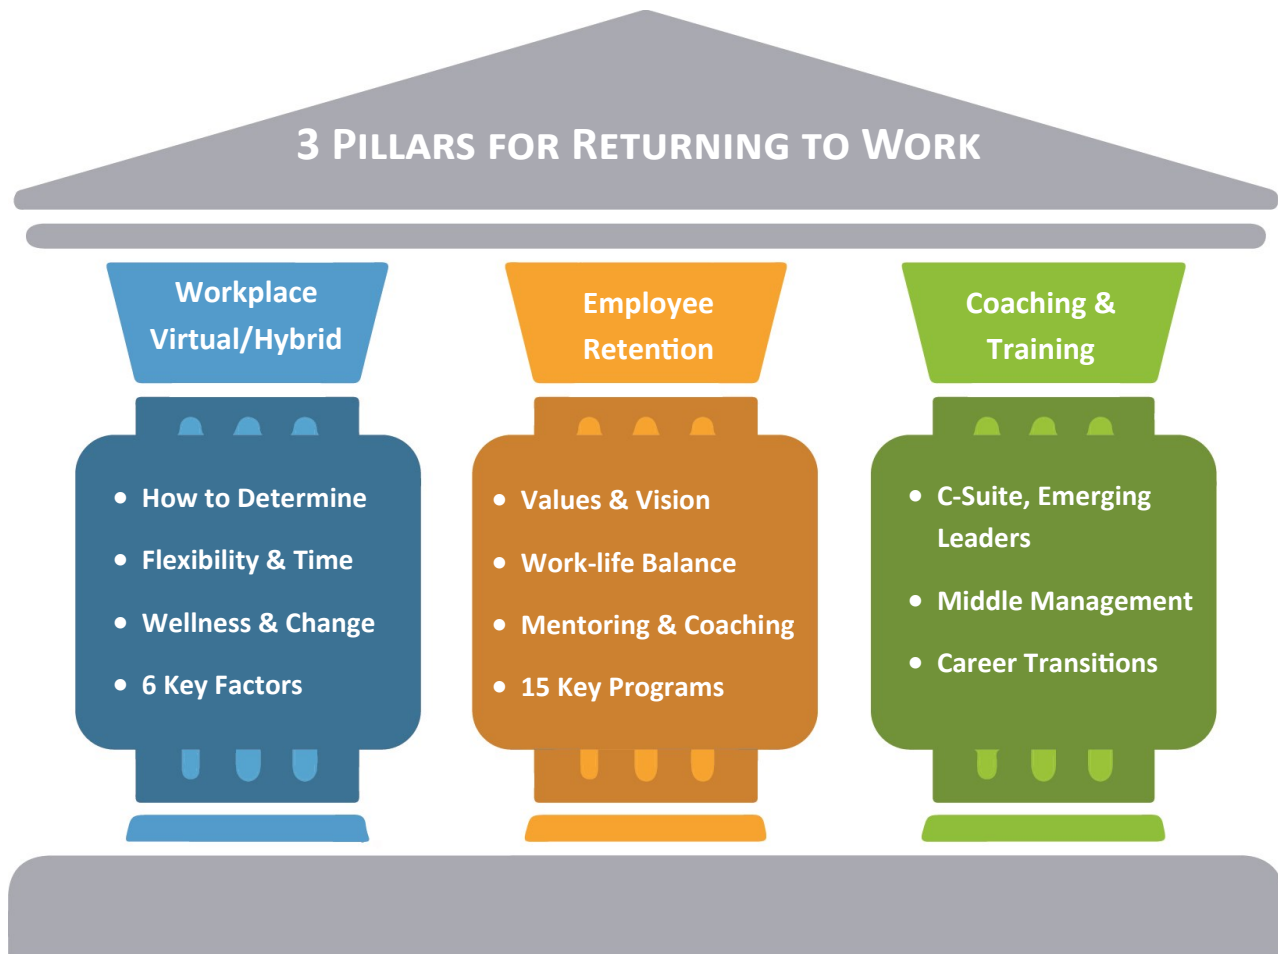 3 Pillars for Returning to Work
Workplace
Virtual/Hybrid
• How to Determine
• Flexibility & Time
• Wellness & Change
• 6 Key Factors
Employee
Retention
• Values & Vision
• Work-life Balance
• Mentoring & Coaching
• 15 Key Programs
Coaching &
Training
• C-Suite, Emerging
Leaders
• Middle Management
• Career Transitions